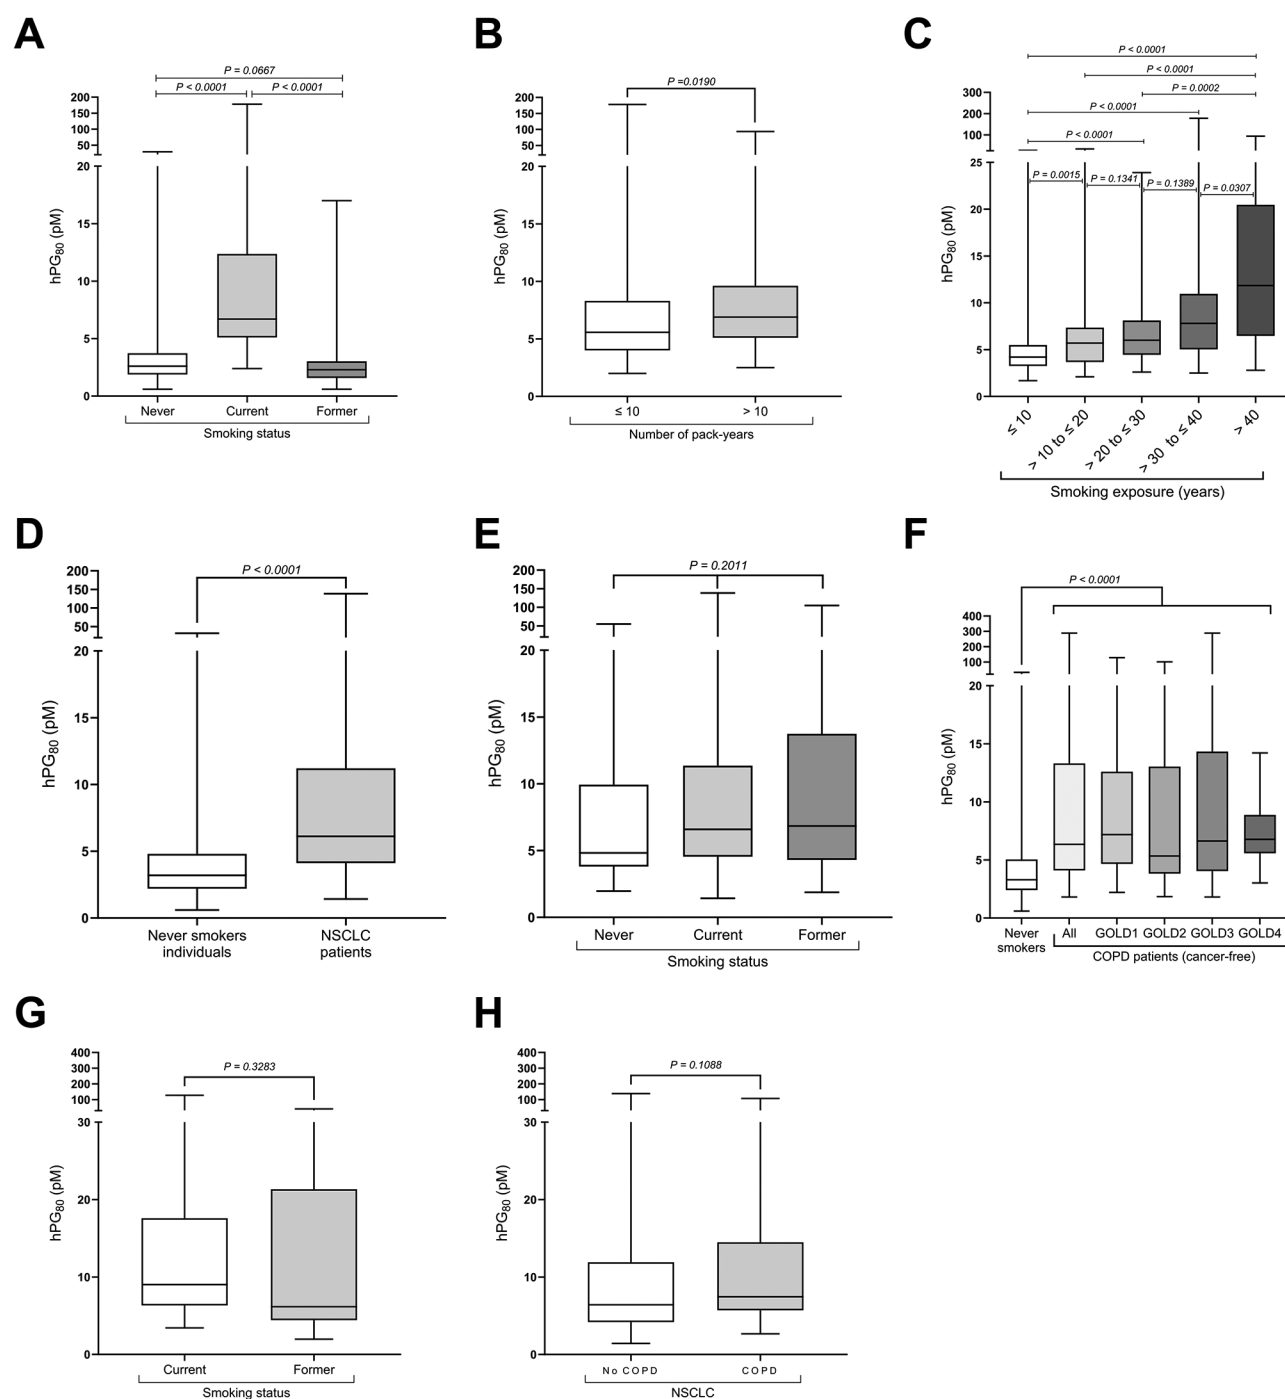 A
P = 0.0667
P < 0.0001 P < 0.0001
200
150
100
50
20
15
10
5
0
hPG80 (pM)
Never Current Former
Smoking status
B
P =0.0190
200
150
100
50
20
15
10
5
0
hPG80 (pM)
≤ 10 > 10
Number of pack-years
C
P < 0.0001
P < 0.0001
P = 0.0002
P < 0.0001
P < 0.0001
P = 0.0015 P = 0.1341 P = 0.1389 P = 0.0307
300
200
100
25
20
15
10
5
0
hPG80 (pM)
≤ 10 > 10 to ≤ 20 > 20 to ≤ 30 > 30 to ≤ 40 > 40
Smoking exposure (years)
D
P < 0.0001
200
150
100
50
20
15
10
5
0
hPG80 (pM)
Never smokers NSCLC
individuals patients
E
P = 0.2011
200
150
100
50
20
15
10
5
0
hPG80 (pM)
Never Current Former
Smoking status
F
P < 0.0001
400
300
200
100
20
15
10
5
0
hPG80 (pM)
Never All GOLD1 GOLD2 GOLD3 GOLD4
smokers COPD patients (cancer-free)
G
P = 0.3283
400
300
200
100
30
20
10
0
hPG80 (pM)
Current Former
Smoking status
H
P = 0.1088
400
300
200
100
30
20
10
0
hPG80 (pM)
No COPD COPD
NSCLC